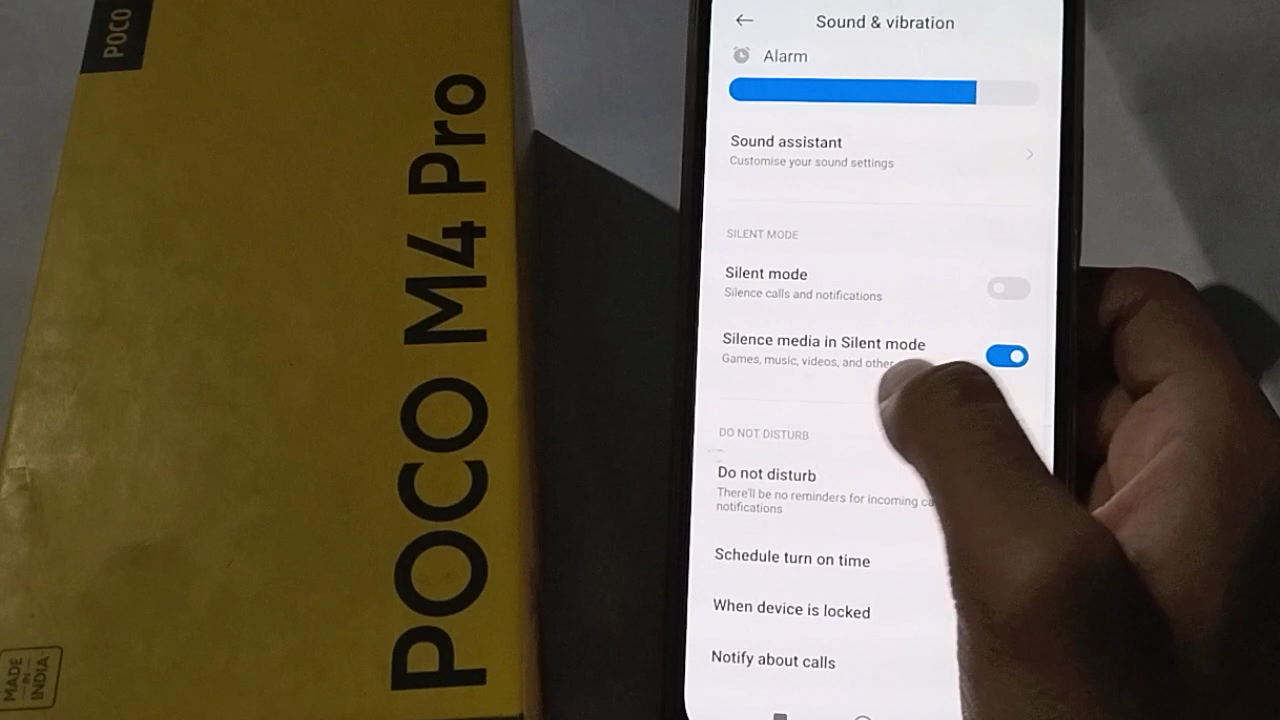 POCO
POCO M4 Pro
MADE
IN
INDIA
Sound & vibration
Alarm
Sound assistant
Customise your sound settings
SILENT MODE
Silent mode
Silence calls and notifications
Silence media in Silent mode
Games, music, videos, and other
DO NOT DISTURB
Do not disturb
There'll be no reminders for incoming
notifications
Schedule turn on time
When device is locked
Notify about calls